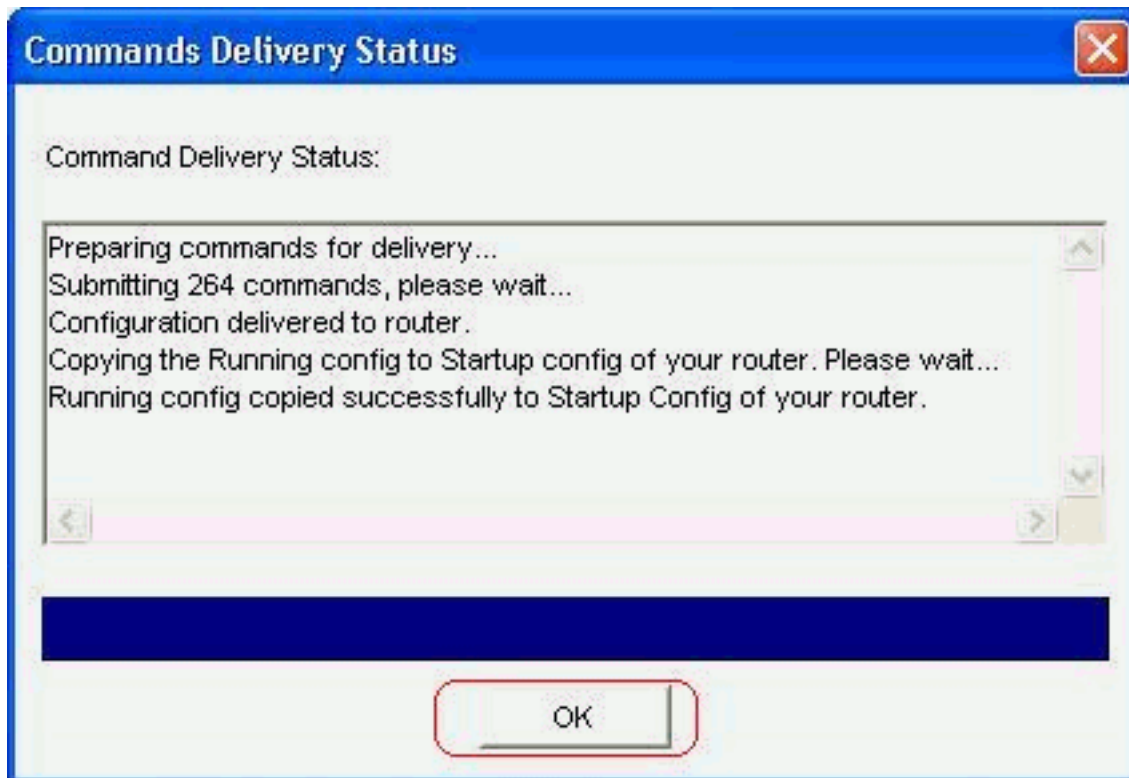 Commands Delivery Status
Command Delivery Status:
Preparing commands for delivery...
Submitting 264 commands, please wait...
Configuration delivered to router.
Copying the Running config to Startup config of your router. Please wait...
Running config copied successfully to Startup Config of your router.
OK